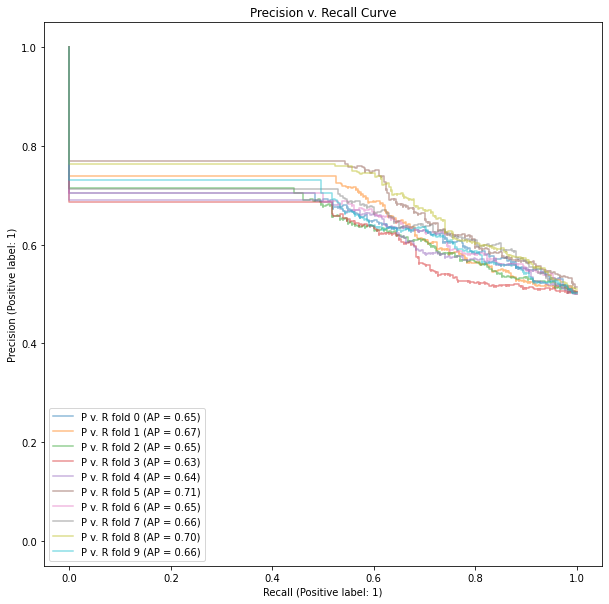 Precision v. Recall Curve
1.0
0.8
0.6
0.4
0.2
0.0
Precision (Positive label: 1)
P v. R fold 0 (AP = 0.65)
P v. R fold 1 (AP = 0.67)
P v. R fold 2 (AP = 0.65)
P v. R fold 3 (AP = 0.63)
P v. R fold 4 (AP = 0.64)
P v. R fold 5 (AP = 0.71)
P v. R fold 6 (AP = 0.65)
P v. R fold 7 (AP = 0.66)
P v. R fold 8 (AP = 0.70)
P v. R fold 9 (AP = 0.66)
0.0 0.2 0.4 0.6 0.8 1.0
Recall (Positive label: 1)